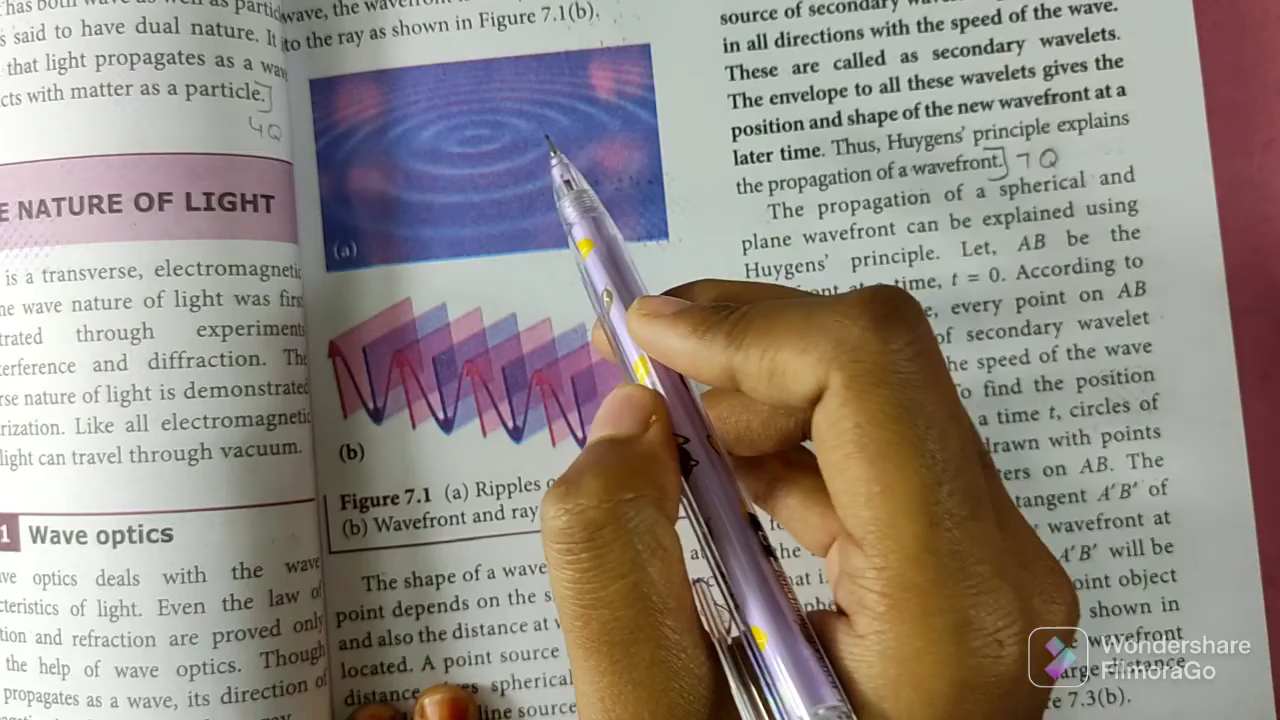 has both wave as well as
s said to have dual nature. It
that light propagates as a wav
cts with matter as a particle.]
4Q
E NATURE OF LIGHT
is a transverse, electromagnetic
ne wave nature of light was first
trated through experiments
erference and diffraction. The
rse nature of light is demonstrated
rization. Like all electromagnetic
light can travel through vacuum.
1 Wave optics
ve optics deals with the wave
cteristics of light. Even the law of
tion and refraction are proved only
the help of wave optics. Though
propagates as a wave, its direction of
wave, the
to the ray as shown in Figure 7.1(b).
(a)
(b)
Figure 7.1 (a) Ripples
(b) Wavefront and ray
The shape of a wave
point depends on the s
and also the distance at
located. A point source
distance spherical
line source
source of secondary
in all directions with the speed of the wave.
These are called as secondary wavelets.
The envelope to all these wavelets gives the
position and shape of the new wavefront at a
later time. Thus, Huygens' principle explains
the propagation of a wavefront.] 7Q
The propagation of a spherical and
plane wavefront can be explained using
Huygens' principle. Let, AB be the
time, t = 0. According to
e, every point on AB
of secondary wavelet
he speed of the wave
To find the position
a time t, circles of
drawn with points
ers on AB. The
tangent A′B′ of
wavefront at
A′B′ will be
oint object
shown in
wavefront
large distance
re 7.3(b).
Wondershare
FilmoraGo